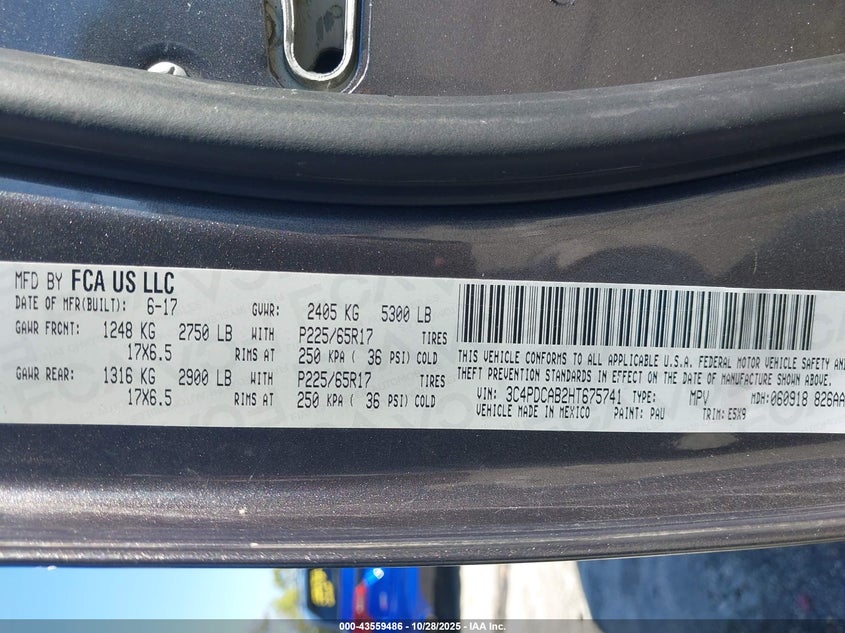 MFD BY FCA US LLC
DATE OF MFR(BUILT): 6-17 GVWR: 2405 KG 5300 LB
GAWR FRONT: 1248 KG 2750 LB WITH P225/65R17 TIRES
17X6.5 RIMS AT 250 KPA ( 36 PSI) COLD
GAWR REAR: 1316 KG 2900 LB WITH P225/65R17 TIRES
17X6.5 RIMS AT 250 KPA ( 36 PSI) COLD
THIS VEHICLE CONFORMS TO ALL APPLICABLE U.S.A. FEDERAL MOTOR VEHICLE SAFETY AND
THEFT PREVENTION STANDARDS IN EFFECT ON THE DATE OF MANUFACTURE SHOWN ABOVE.
VIN: 3C4PDCAB2HT675741 TYPE: MPV MDH: 060918 826AA
VEHICLE MADE IN MEXICO PAINT: PAU TRIM: E5X9
000-43559486 - 10/28/2025 - IAA Inc.